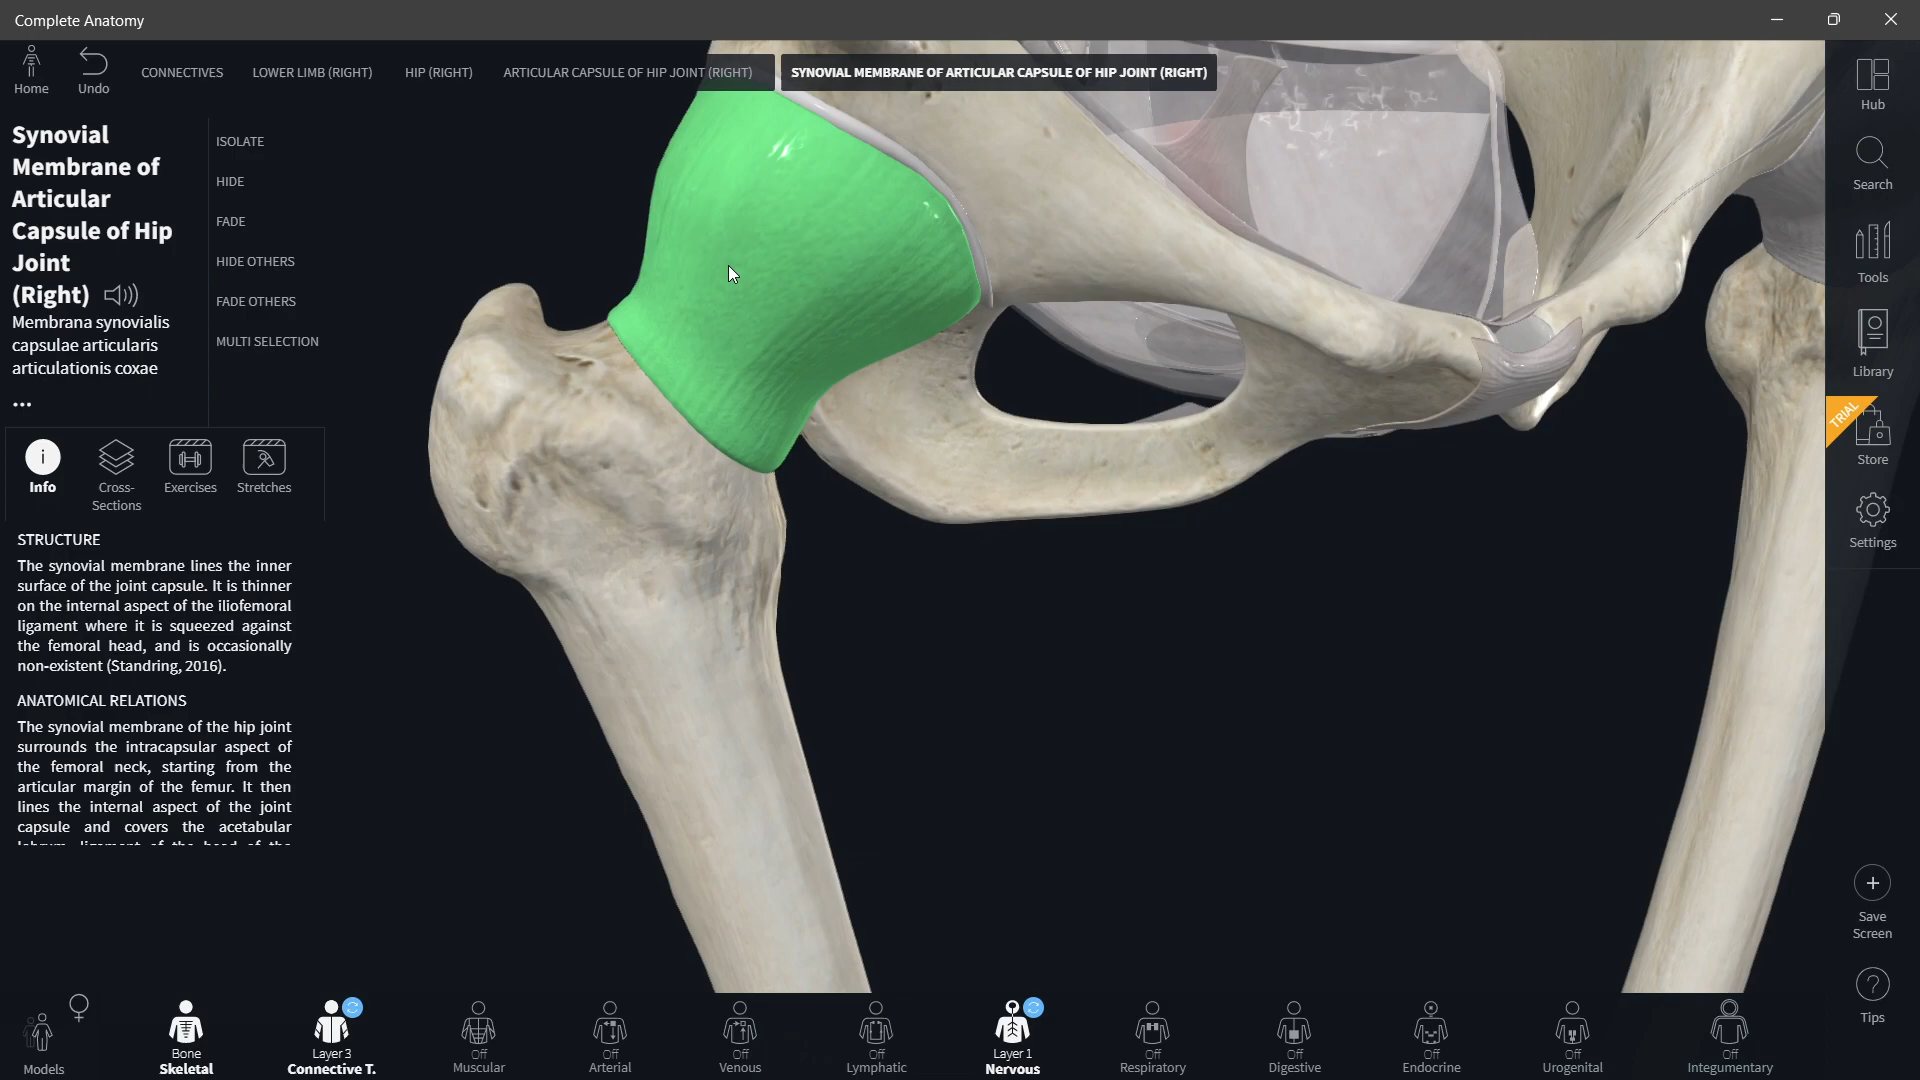 Complete Anatomy
Home
Undo
CONNECTIVES
LOWER LIMB (RIGHT)
HIP (RIGHT)
ARTICULAR CAPSULE OF HIP JOINT (RIGHT)
SYNOVIAL MEMBRANE OF ARTICULAR CAPSULE OF HIP JOINT (RIGHT)
Synovial
Membrane of
Articular
Capsule of Hip
Joint
(Right)
Membrana synovialis
capsulae articularis
articulationis coxae
...
ISOLATE
HIDE
FADE
HIDE OTHERS
FADE OTHERS
MULTI SELECTION
i
Info
Cross-
Sections
Exercises
Stretches
STRUCTURE
The synovial membrane lines the inner
surface of the joint capsule. It is thinner
on the internal aspect of the iliofemoral
ligament where it is squeezed against
the femoral head, and is occasionally
non-existent (Standring, 2016).
ANATOMICAL RELATIONS
The synovial membrane of the hip joint
surrounds the intracapsular aspect of
the femoral neck, starting from the
articular margin of the femur. It then
lines the internal aspect of the joint
capsule and covers the acetabular
Hub
Search
Tools
Library
TRIAL
Store
Settings
+
Save
Screen
?
Tips
Models
Bone
Skeletal
Layer 3
Connective T.
Off
Muscular
Off
Arterial
Off
Venous
Off
Lymphatic
Layer 1
Nervous
Off
Respiratory
Off
Digestive
Off
Endocrine
Off
Urogenital
Off
Integumentary